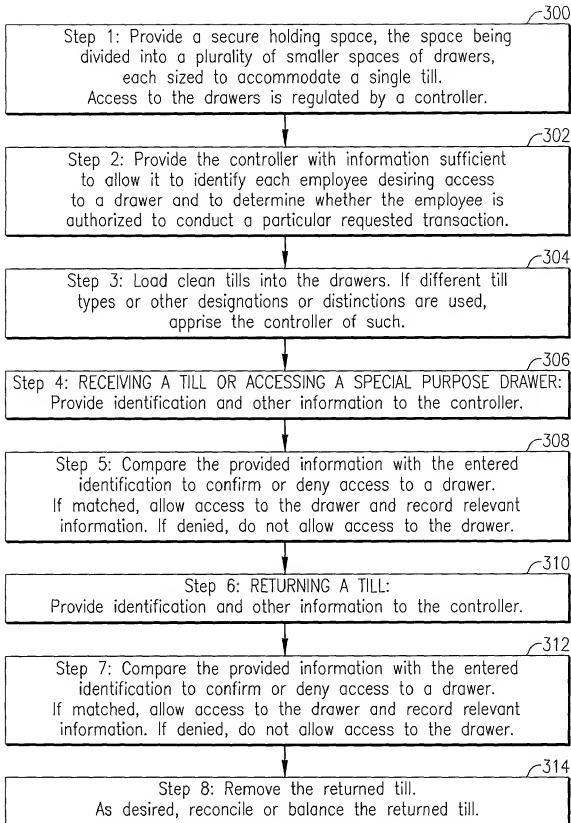 300
Step 1: Provide a secure holding space, the space being
divided into a plurality of smaller spaces of drawers,
each sized to accommodate a single till.
Access to the drawers is regulated by a controller.
302
Step 2: Provide the controller with information sufficient
to allow it to identify each employee desiring access
to a drawer and to determine whether the employee is
authorized to conduct a particular requested transaction.
304
Step 3: Load clean tills into the drawers. If different till
types or other designations or distinctions are used,
apprise the controller of such.
306
Step 4: RECEIVING A TILL OR ACCESSING A SPECIAL PURPOSE DRAWER:
Provide identification and other information to the controller.
308
Step 5: Compare the provided information with the entered
identification to confirm or deny access to a drawer.
If matched, allow access to the drawer and record relevant
information. If denied, do not allow access to the drawer.
310
Step 6: RETURNING A TILL:
Provide identification and other information to the controller.
312
Step 7: Compare the provided information with the entered
identification to confirm or deny access to a drawer.
If matched, allow access to the drawer and record relevant
information. If denied, do not allow access to the drawer.
314
Step 8: Remove the returned till.
As desired, reconcile or balance the returned till.